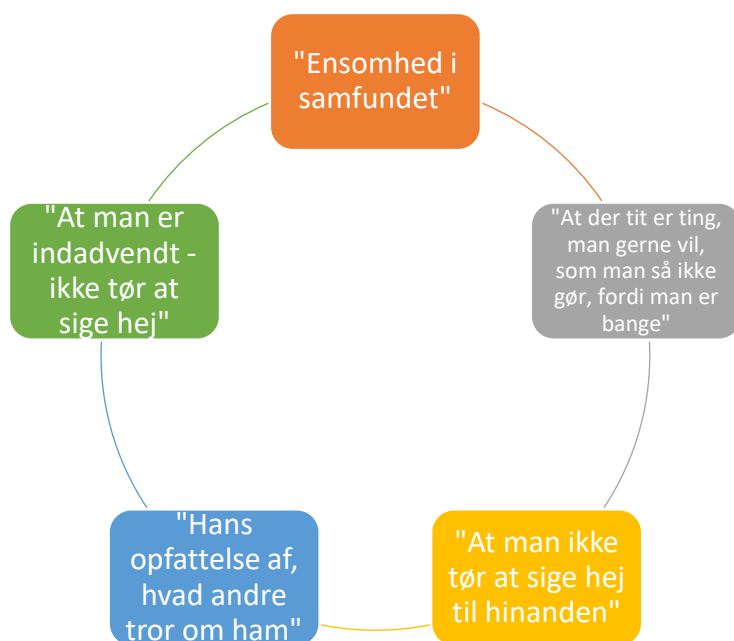 "Ensomhed i
samfundet"
"At der tit er ting,
man gerne vil,
som man så ikke
gør, fordi man er
bange"
"At man ikke
tør at sige hej
til hinanden"
"Hans
opfattelse af,
hvad andre
tror om ham"
"At man er
indadvendt -
ikke tør at
sige hej"